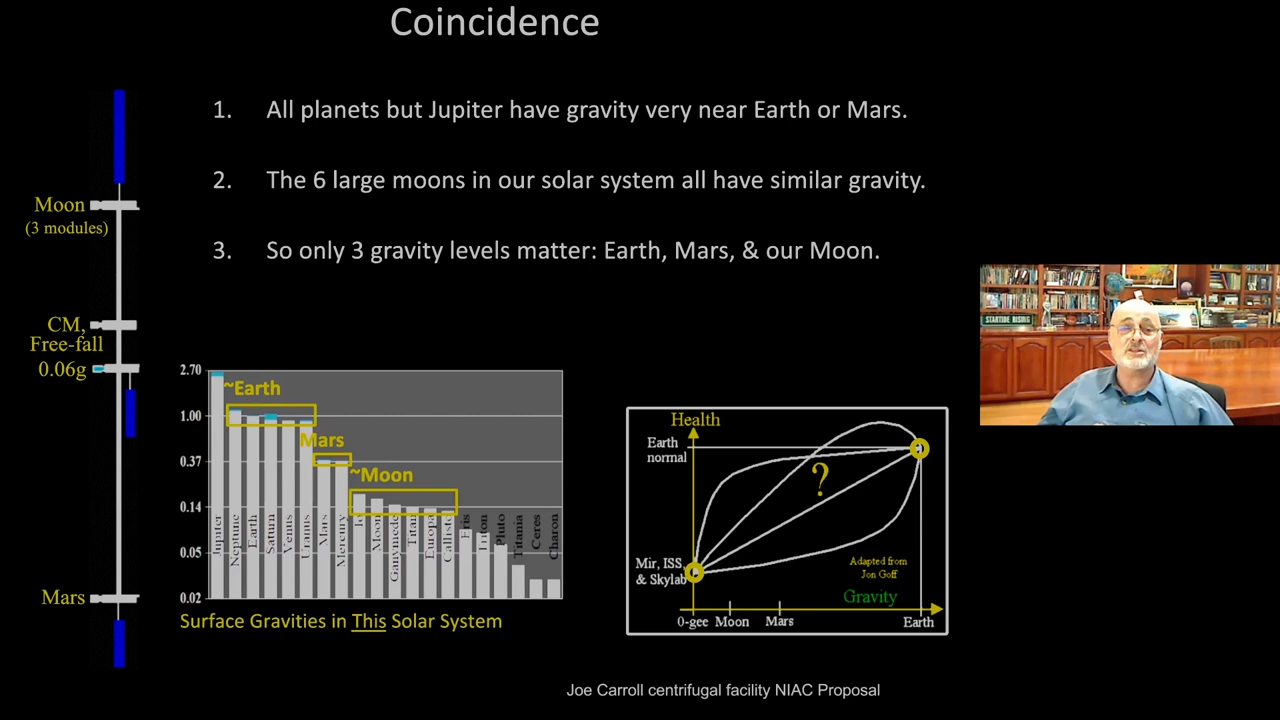 Coincidence
1. All planets but Jupiter have gravity very near Earth or Mars.
2. The 6 large moons in our solar system all have similar gravity.
3. So only 3 gravity levels matter: Earth, Mars, & our Moon.
Moon
(3 modules)
CM,
Free-fall
0.06g
Mars
2.70
1.00
0.37
0.14
0.05
0.02
~Earth
Mars
~Moon
Jupiter
Neptune
Earth
Saturn
Venus
Uranus
Mars
Mercury
Io
Moon
Ganymede
Titan
Europa
Callisto
Eris
Triton
Pluto
Titania
Ceres
Charon
Surface Gravities in This Solar System
Health
Earth
normal
?
Mir, ISS,
& Skylab
Adapted from
Jon Goff
Gravity
0-gee Moon Mars Earth
STARTIDE RISING
Joe Carroll centrifugal facility NIAC Proposal